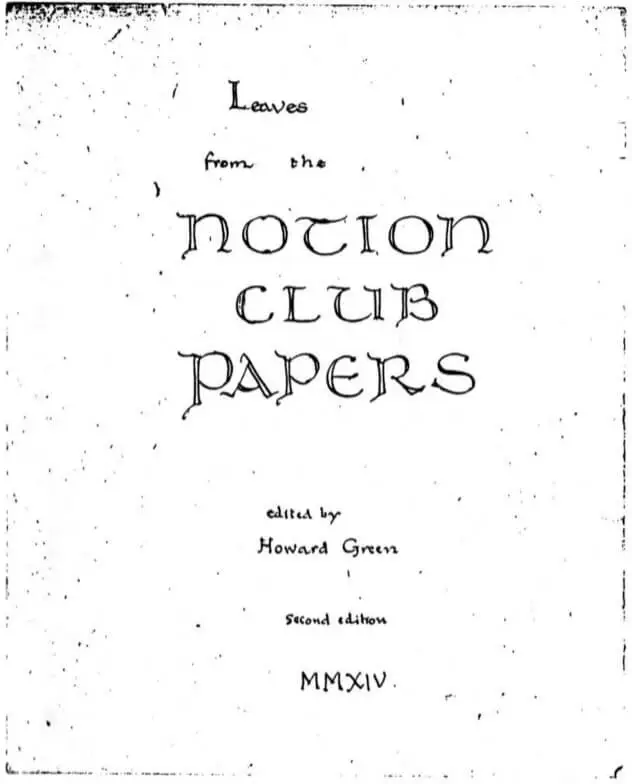 Leaves
from the
NOTION
CLUB
PAPERS
edited by
Howard Green
Second edition
MMXIV.